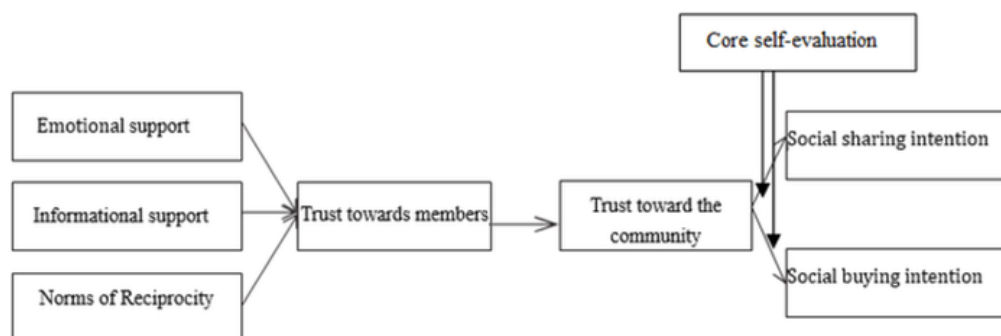 Core self-evaluation
Emotional support
Social sharing intention
Informational support
Trust towards members
Trust toward the
community
Norms of Reciprocity
Social buying intention